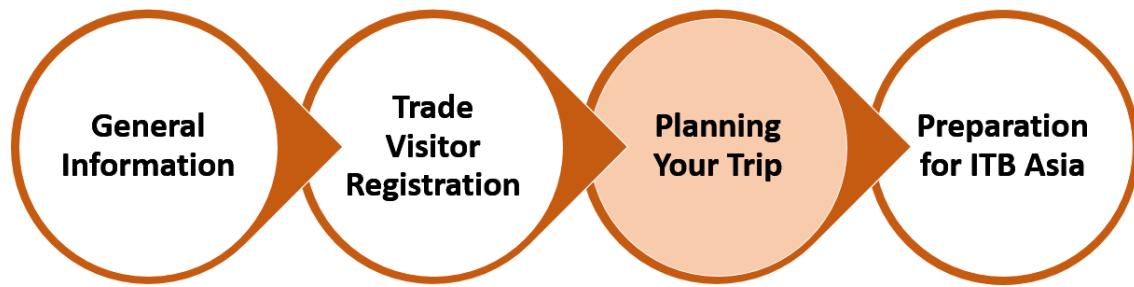 General
Information
Trade
Visitor
Registration
Planning
Your Trip
Preparation
for ITB Asia